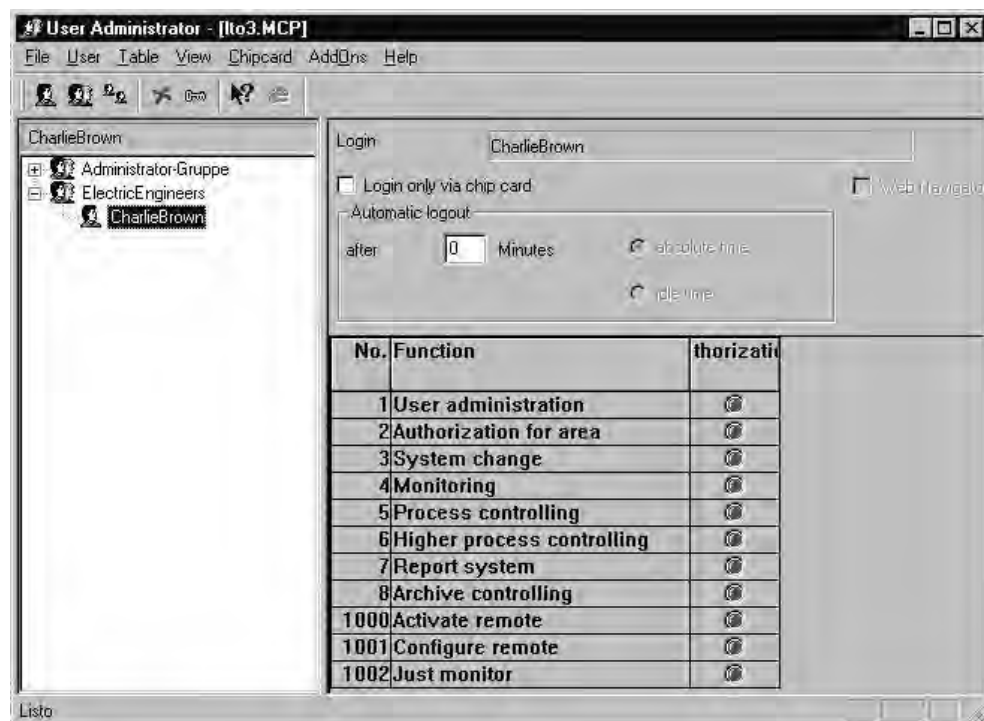 User Administrator - [lto3.MCP]
File User Table View Chipcard AddOns Help
CharlieBrown
Administrator-Gruppe
ElectricEngineers
CharlieBrown
Login CharlieBrown
Login only via chip card Web Navigato
Automatic logout
after 0 Minutes absolute time
idle time
No. Function thorizatio
1 User administration
2 Authorization for area
3 System change
4 Monitoring
5 Process controlling
6 Higher process controlling
7 Report system
8 Archive controlling
1000 Activate remote
1001 Configure remote
1002 Just monitor
Listo